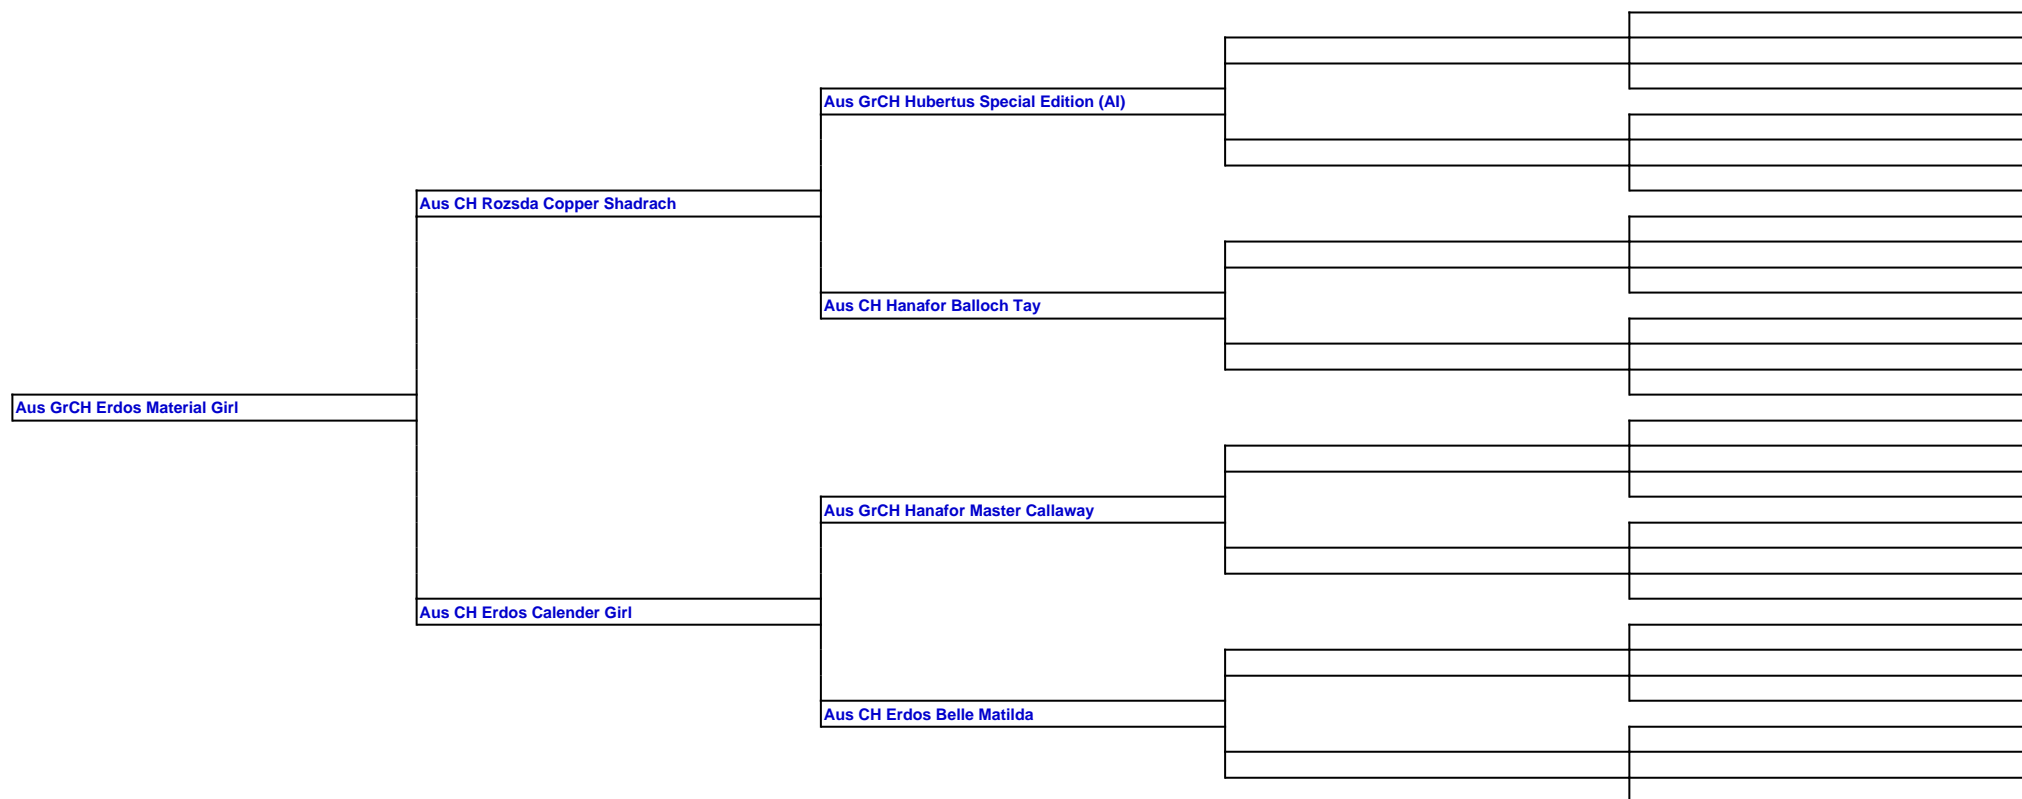 Aus GrCH Hubertus Special Edition (AI)
Aus CH Rozsda Copper Shadrach
Aus CH Hanafor Balloch Tay
Aus GrCH Erdos Material Girl
Aus GrCH Hanafor Master Callaway
Aus CH Erdos Calender Girl
Aus CH Erdos Belle Matilda